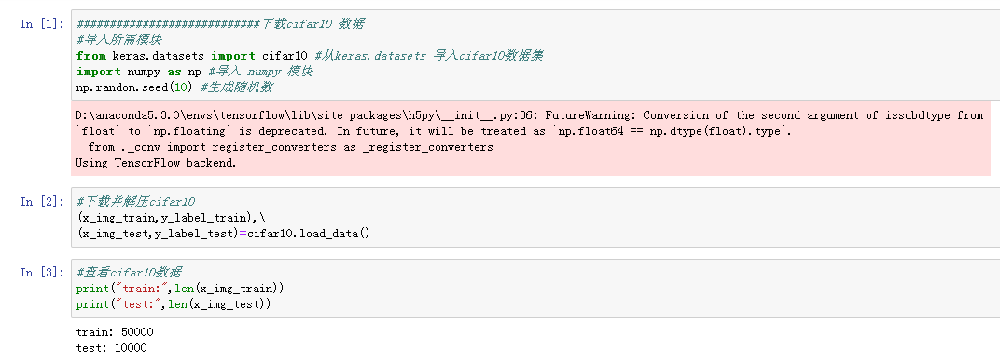 In [1]:
############################下载cifar10 数据
#导入所需模块
from keras.datasets import cifar10 #从keras.datasets 导入cifar10数据集
import numpy as np #导入 numpy 模块
np.random.seed(10) #生成随机数
D:\anaconda5.3.0\envs\tensorflow\lib\site-packages\h5py\__init__.py:36: FutureWarning: Conversion of the second argument of issubdtype from
`float` to `np.floating` is deprecated. In future, it will be treated as `np.float64 == np.dtype(float).type`.
  from ._conv import register_converters as _register_converters
Using TensorFlow backend.
In [2]:
#下载并解压cifar10
(x_img_train,y_label_train),\
(x_img_test,y_label_test)=cifar10.load_data()
In [3]:
#查看cifar10数据
print("train:",len(x_img_train))
print("test:",len(x_img_test))
train: 50000
test: 10000